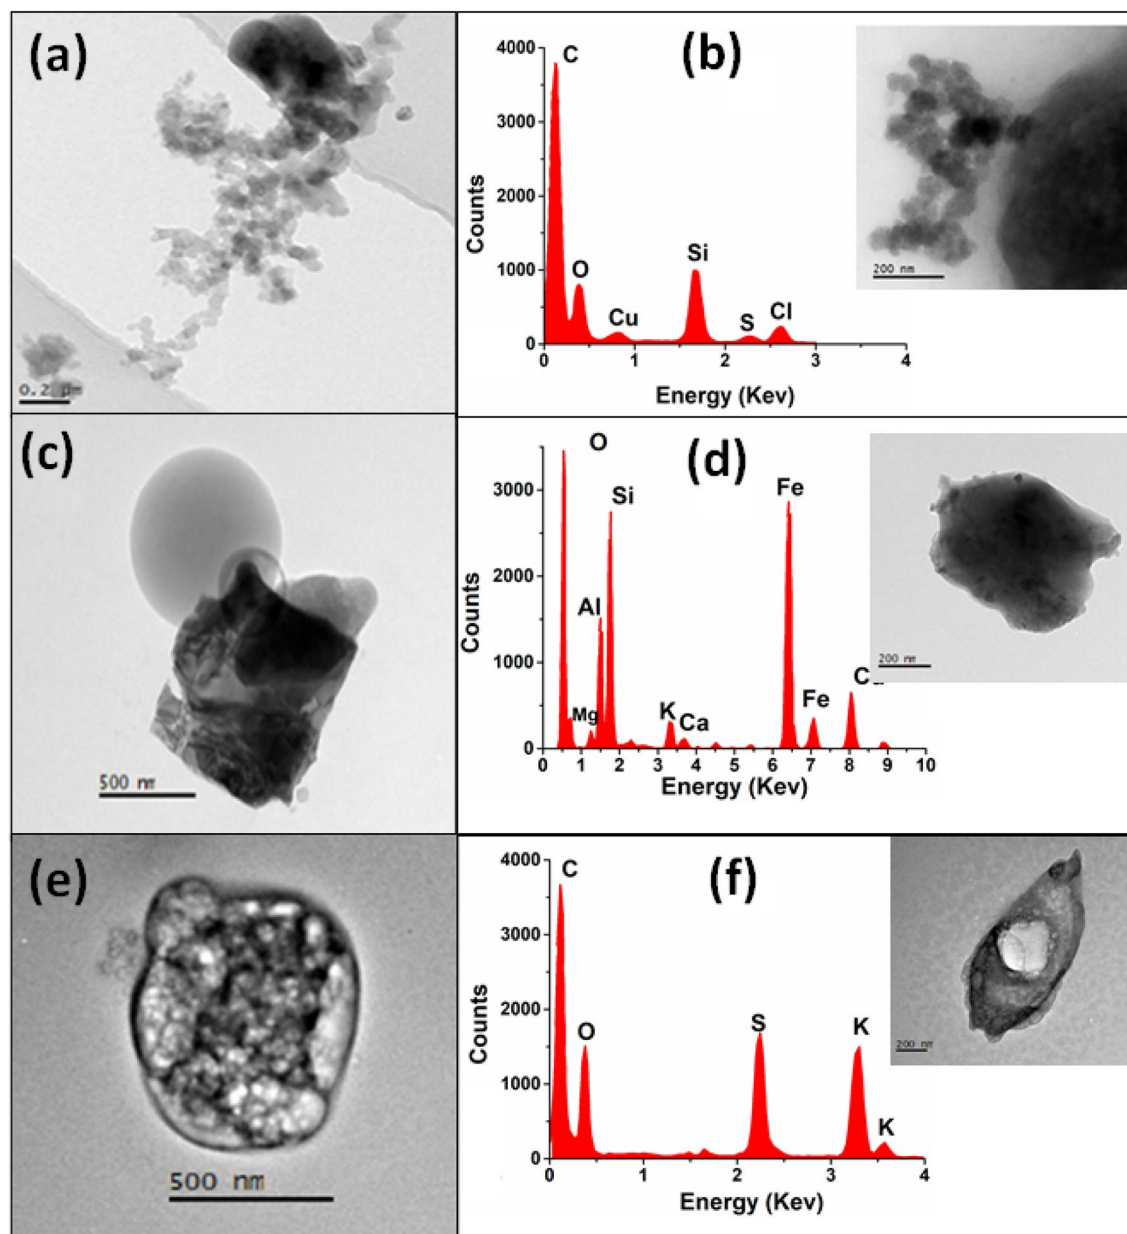 (a)
0.2 µm
(b)
4000
3000
2000
1000
0
C
O
Cu
Si
S
Cl
0 1 2 3 4
Counts
Energy (Kev)
200 nm
(c)
500 nm
(d)
3000
2000
1000
0
O
Si
Al
Mg
K
Ca
Fe
Fe
0 1 2 3 4 5 6 7 8 9 10
Counts
Energy (Kev)
200 nm
(e)
500 nm
(f)
4000
3000
2000
1000
0
C
O
S
K
K
0 1 2 3 4
Counts
Energy (Kev)
200 nm